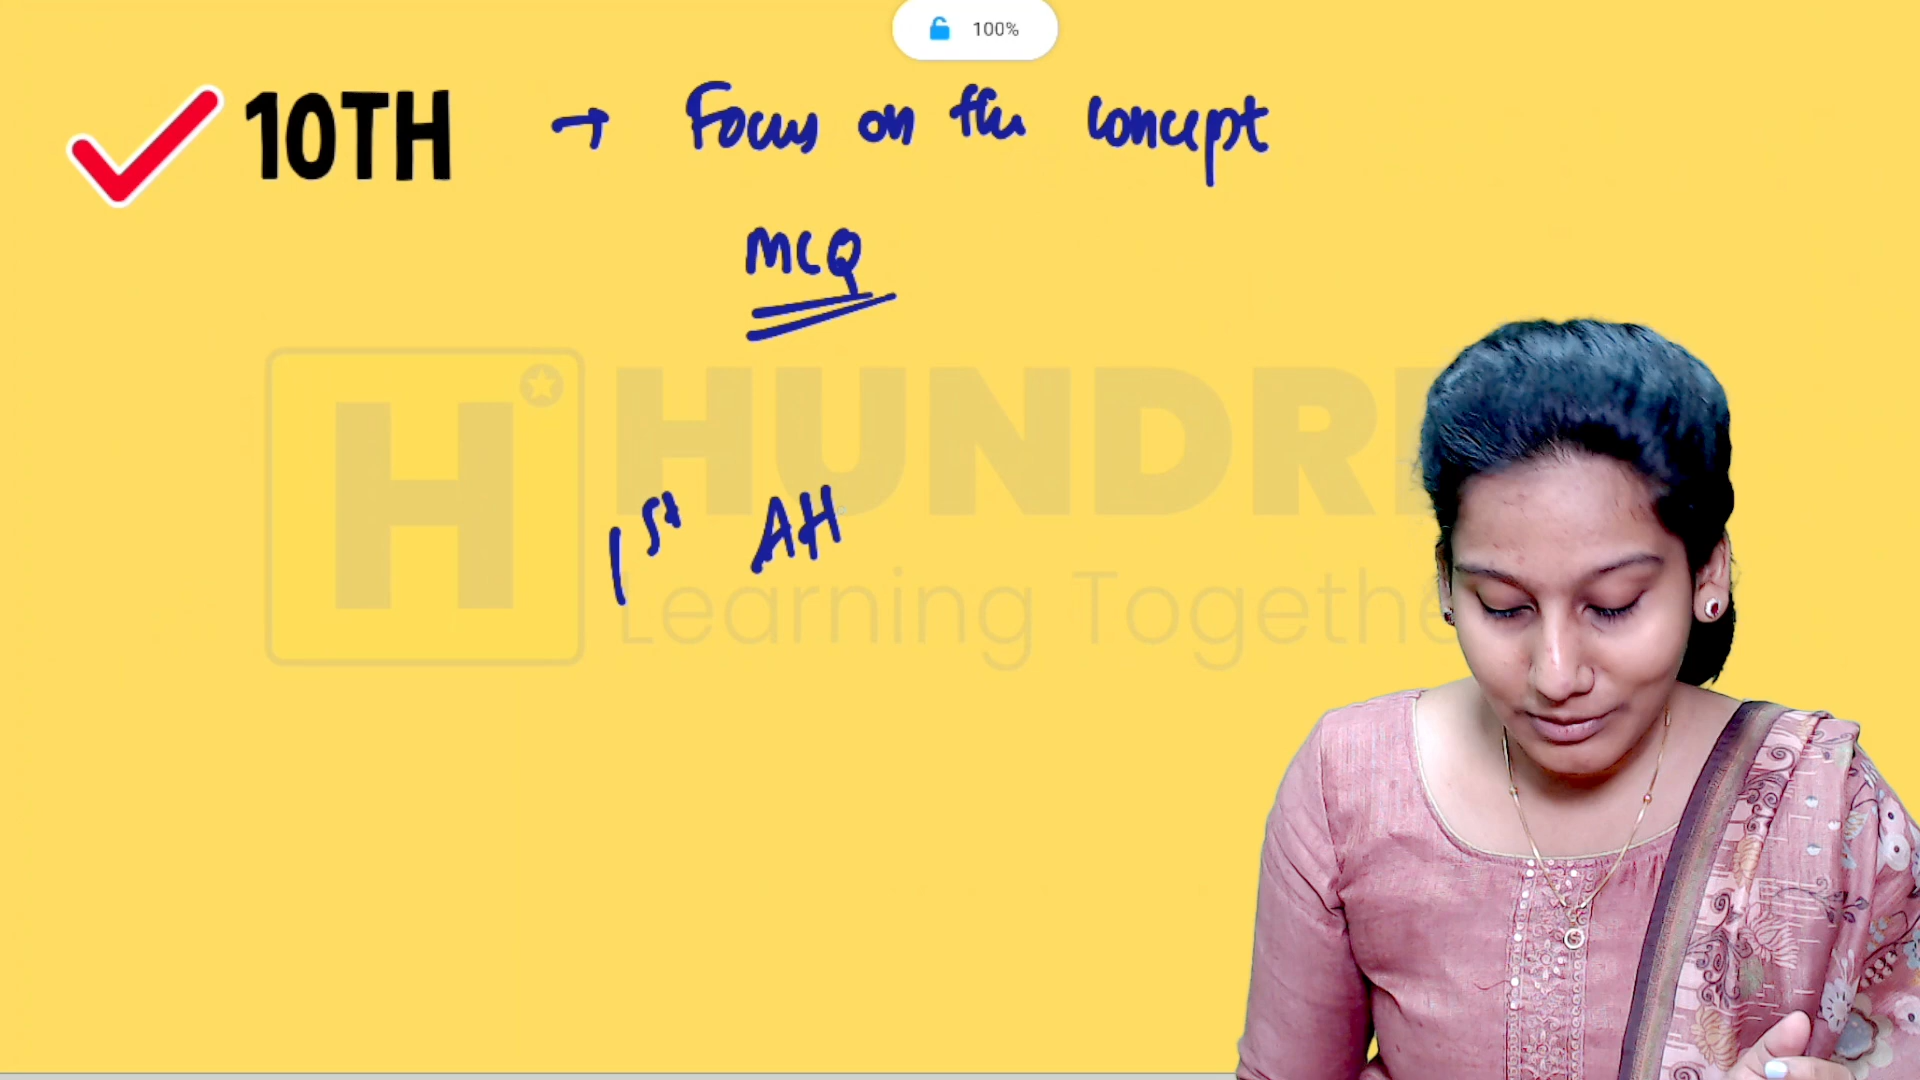 100%
10TH → Focus on the concept
MCQ
HUNDRE
1st AH
Learning Togethe